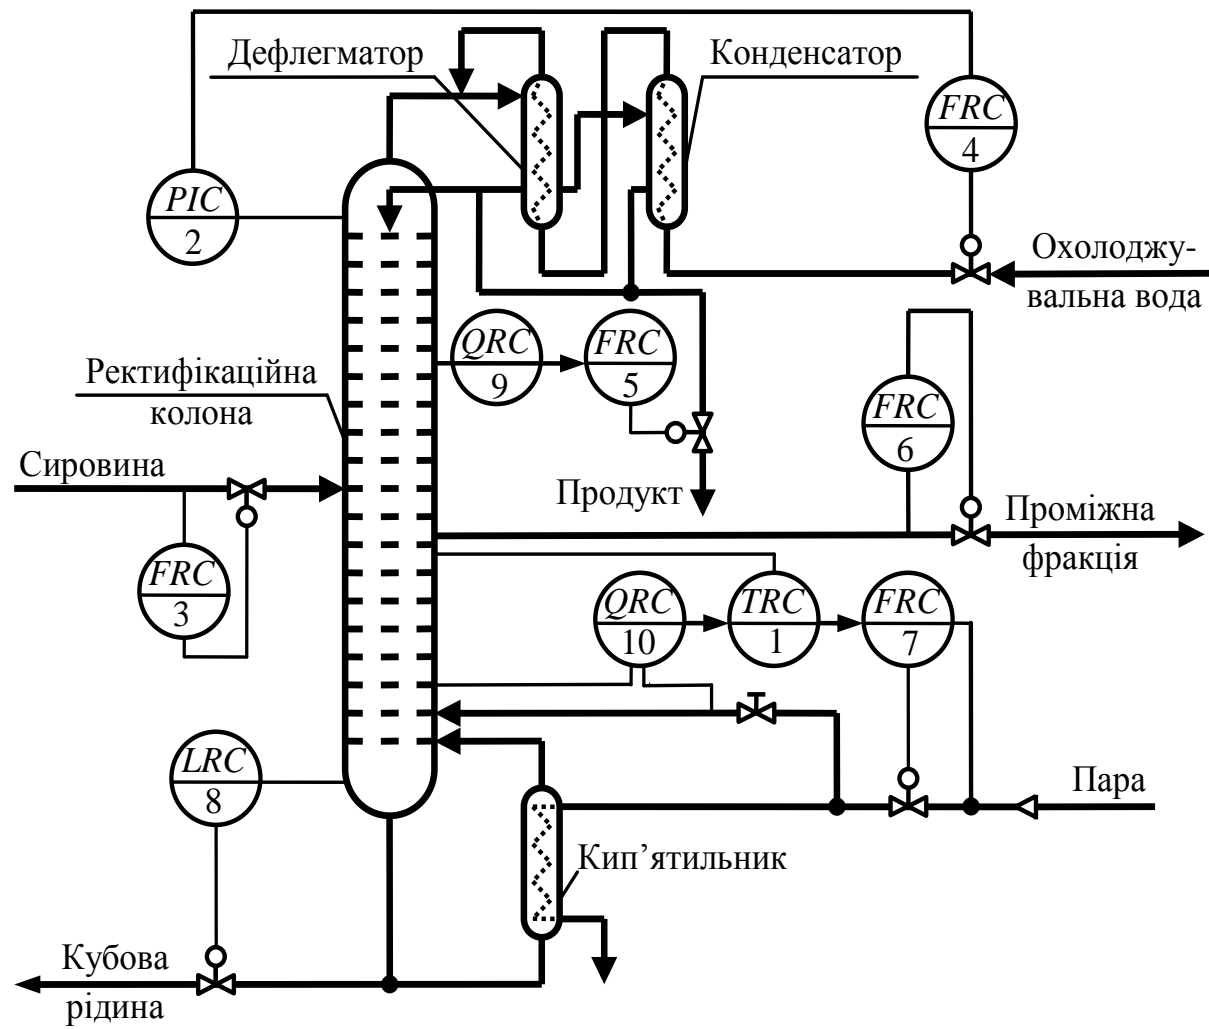 Дефлегматор
Конденсатор
FRC
4
PIC
2
Охолоджу-
вальна вода
QRC
9
FRC
5
Ректифікаційна
колона
FRC
6
Сировина
Продукт
Проміжна
фракція
FRC
3
QRC
10
TRC
1
FRC
7
LRC
8
Пара
Кип’ятильник
Кубова
рідина